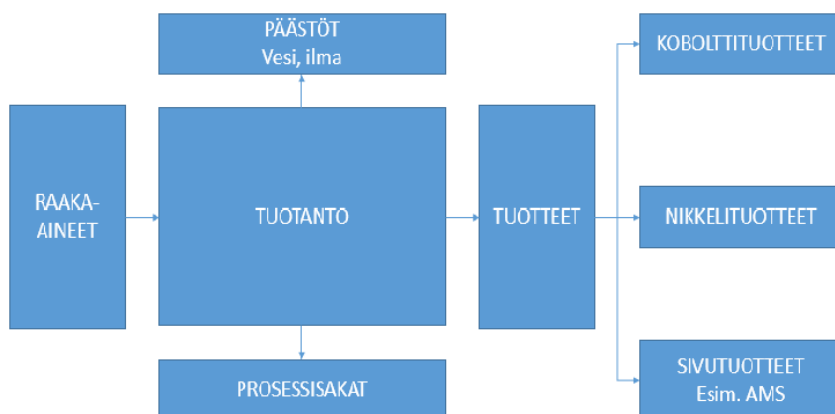 PÄÄSTÖT
Vesi, ilma
KOBOLTTITUOTTEET
RAAKA-
AINEET
TUOTANTO
TUOTTEET
NIKKELITUOTTEET
PROSESSISAKAT
SIVUTUOTTEET
Esim. AMS